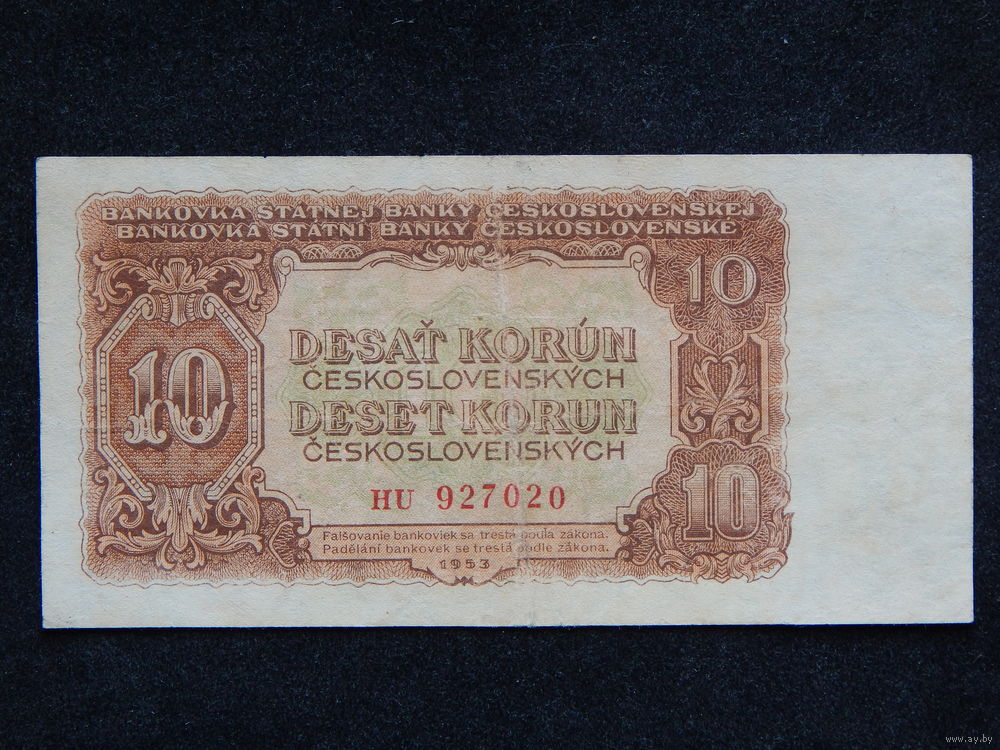 BANKOVKA ŠTÁTNEJ BANKY ČESKOSLOVENSKEJ
BANKOVKA STÁTNÍ BANKY ČESKOSLOVENSKÉ
10
10
DESAŤ KORÚN
ČESKOSLOVENSKÝCH
DESET KORUN
ČESKOSLOVENSKÝCH
10
HU 927020
Falšovanie bankoviek sa trestá podľa zákona.
Padělání bankovek se trestá podle zákona.
1953
www.ay.by